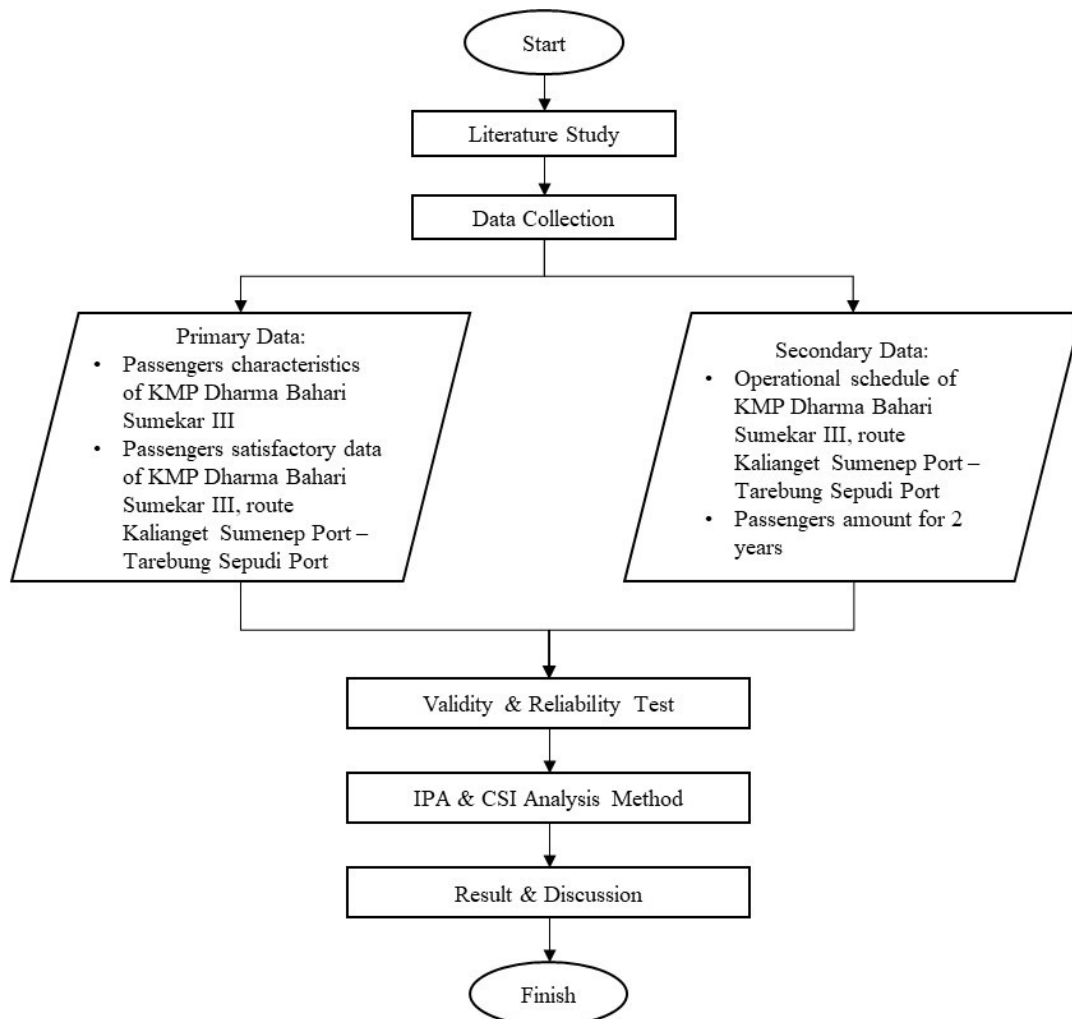 Start
Literature Study
Data Collection
Primary Data:
• Passengers characteristics
of KMP Dharma Bahari
Sumekar III
• Passengers satisfactory data
of KMP Dharma Bahari
Sumekar III, route
Kalianget Sumenep Port –
Tarebung Sepudi Port
Secondary Data:
• Operational schedule of
KMP Dharma Bahari
Sumekar III, route
Kalianget Sumenep Port –
Tarebung Sepudi Port
• Passengers amount for 2
years
Validity & Reliability Test
IPA & CSI Analysis Method
Result & Discussion
Finish